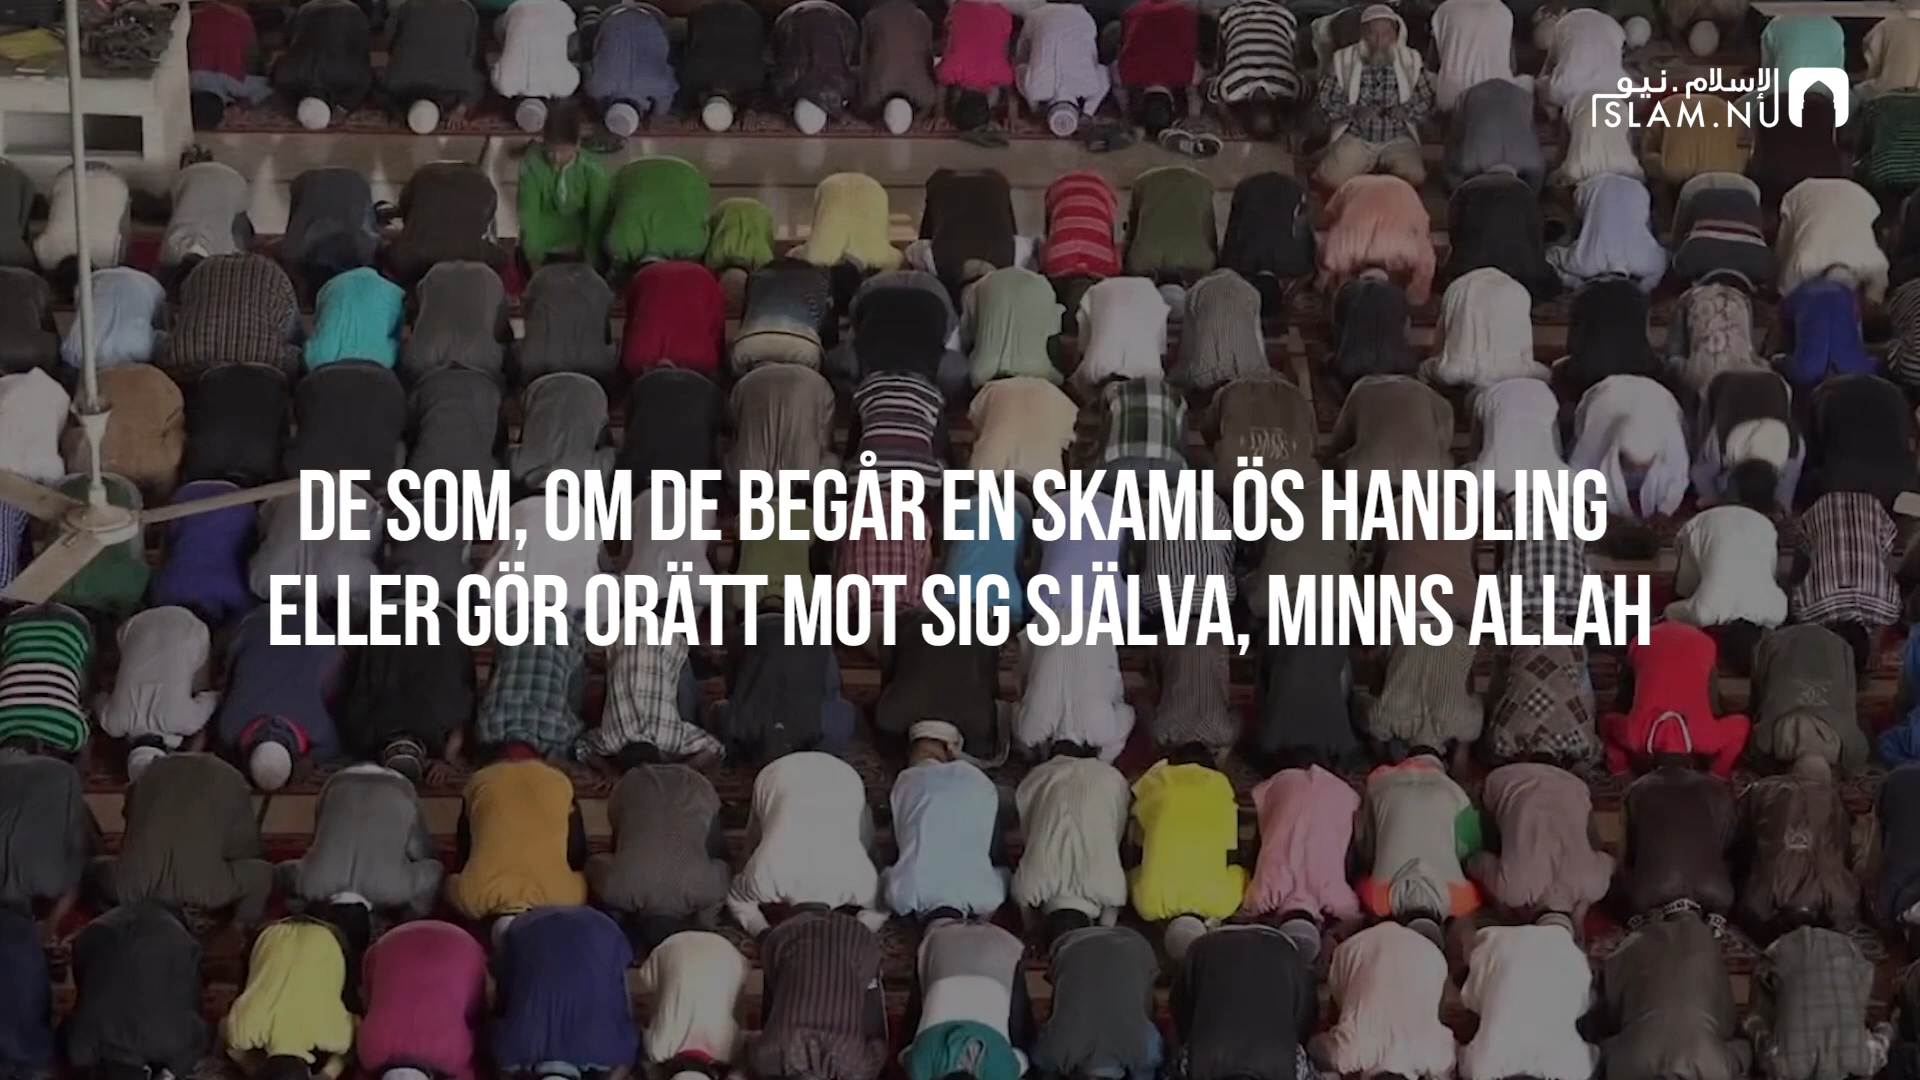 الإسلام.نيو
ISLAM.NU
DE SOM, OM DE BEGÅR EN SKAMLÖS HANDLING
ELLER GÖR ORÄTT MOT SIG SJÄLVA, MINNS ALLAH